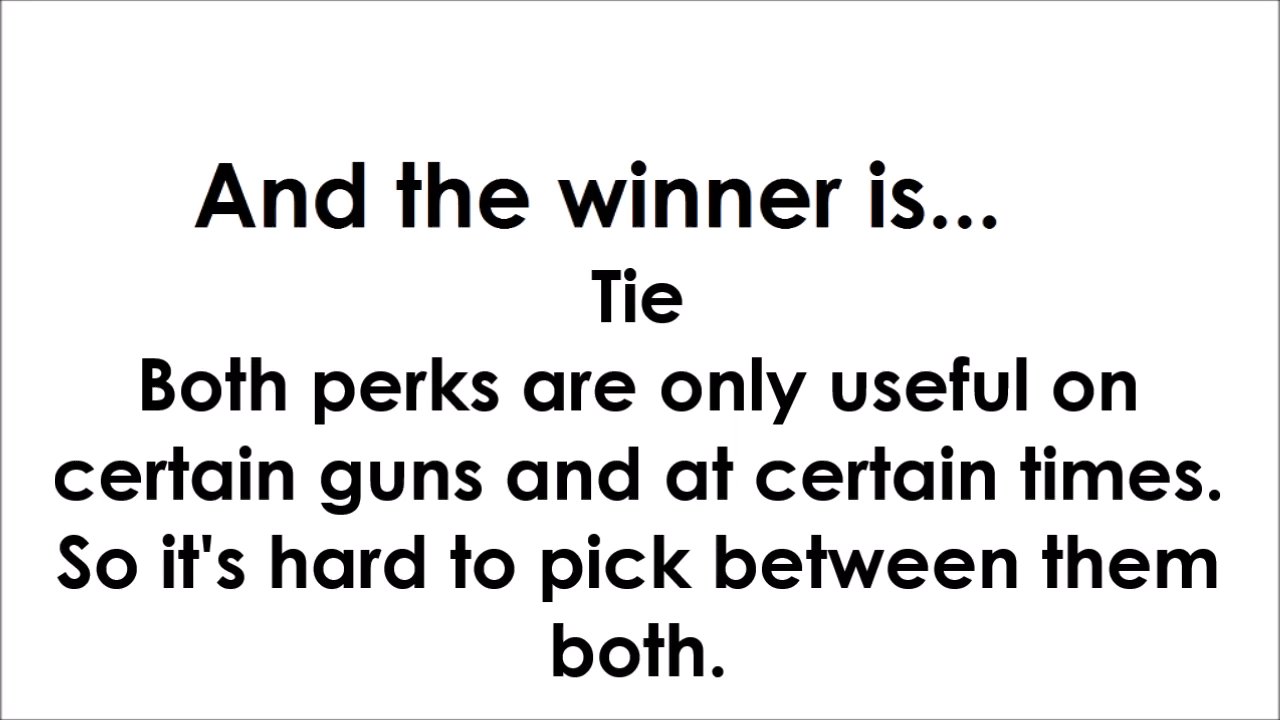 And the winner is...
Tie
Both perks are only useful on
certain guns and at certain times.
So it's hard to pick between them
both.